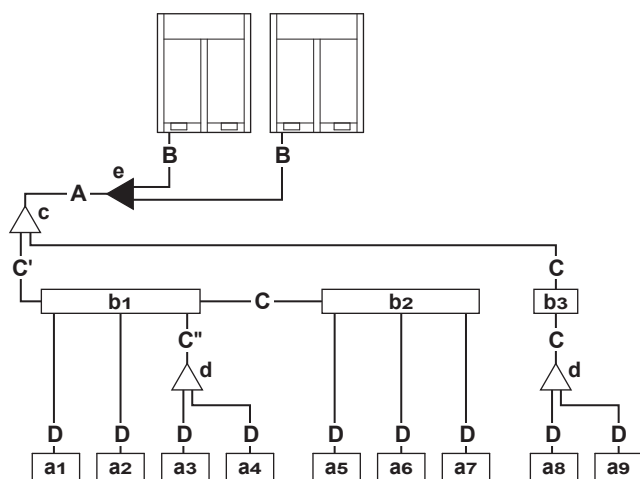 B B
e
A
c
C' C
b1 C b2 b3
C" C
d d
D D D D D D D D D
a1 a2 a3 a4 a5 a6 a7 a8 a9